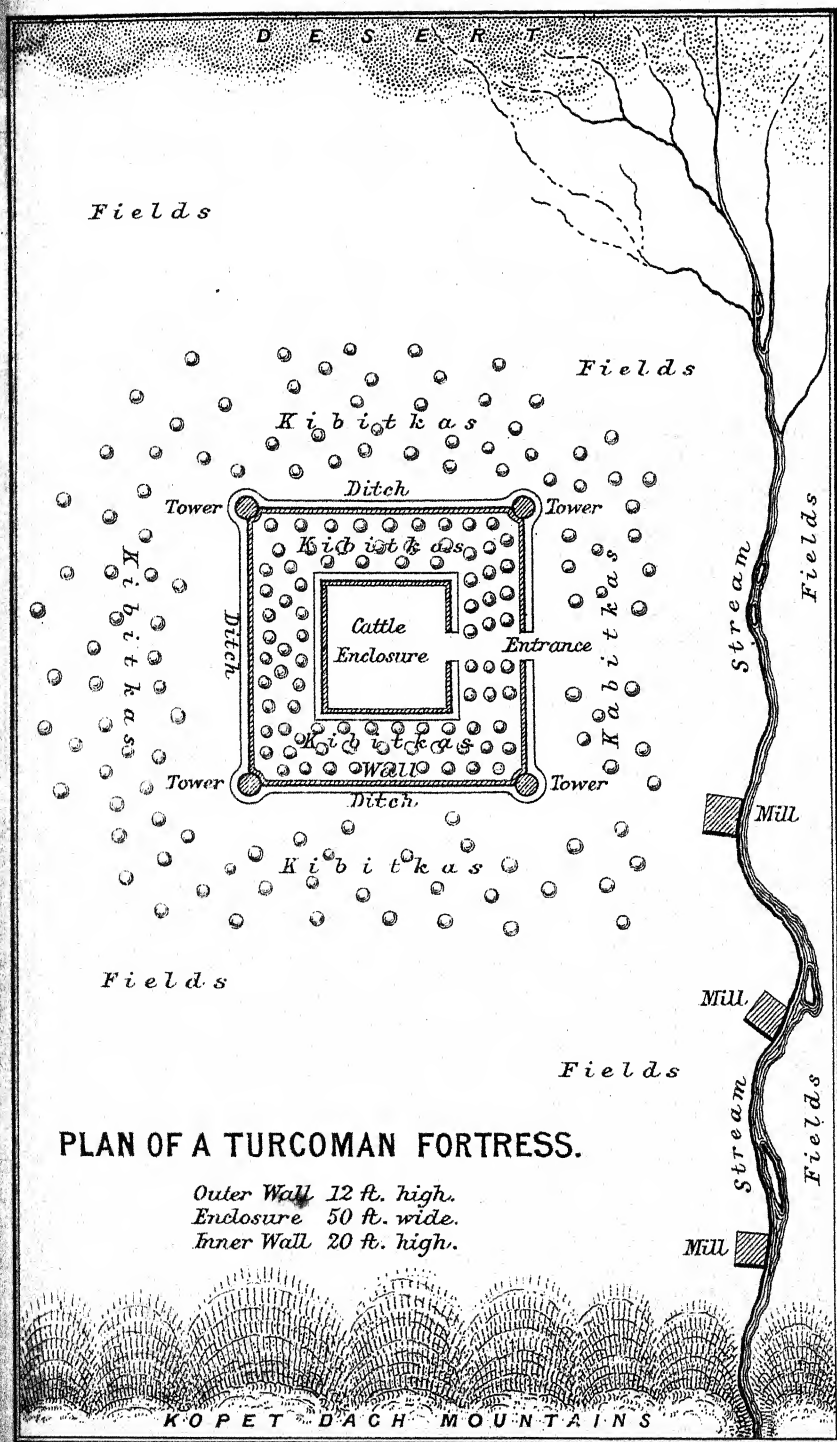 DESERT
Fields
Fields
Kibitkas
Ditch
Tower
Tower
Kibitkas
Kibitkas
Ditch
Cattle
Enclosure
Entrance
Kabitkas
Stream
Fields
Kibitkas
Wall
Tower
Tower
Ditch
Mill
Kibitkas
Fields
Mill
Fields
Stream
Fields
PLAN OF A TURCOMAN FORTRESS.
Outer Wall 12 ft. high.
Enclosure 50 ft. wide.
Inner Wall 20 ft. high.
Mill
KOPET DACH MOUNTAINS